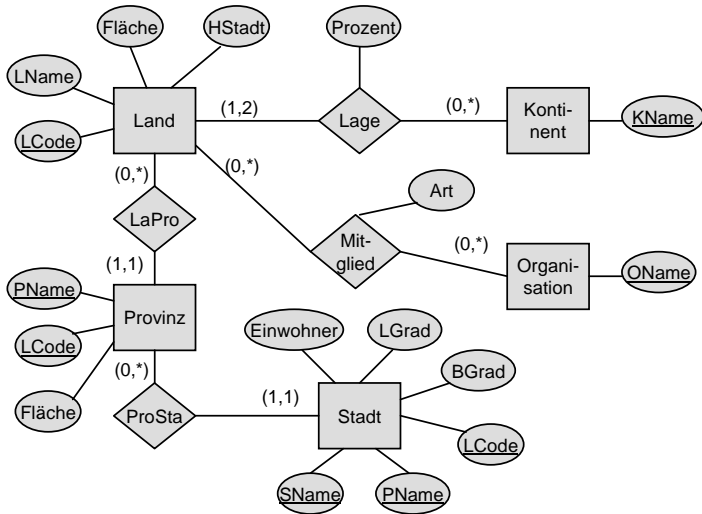 Fläche
HStadt
Prozent
LName
Land
(1,2)
Lage
(0,*)
Konti-
nent
KName
LCode
(0,*)
(0,*)
LaPro
Art
Mit-
glied
(0,*)
Organi-
sation
OName
(1,1)
PName
Provinz
LCode
Fläche
(0,*)
ProSta
(1,1)
Einwohner
LGrad
BGrad
Stadt
LCode
SName
PName